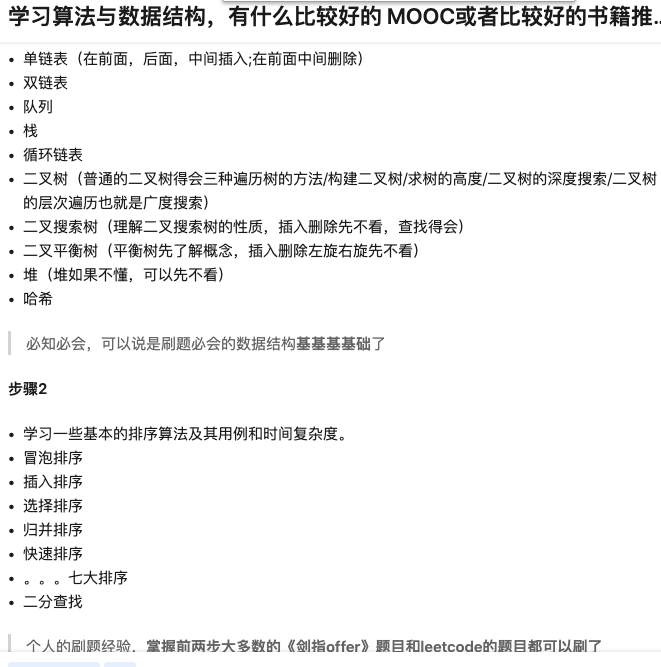 学习算法与数据结构，有什么比较好的 MOOC或者比较好的书籍推..
• 单链表（在前面，后面，中间插入;在前面中间删除）
• 双链表
• 队列
• 栈
• 循环链表
• 二叉树（普通的二叉树得会三种遍历树的方法/构建二叉树/求树的高度/二叉树的深度搜索/二叉树
的层次遍历也就是广度搜索）
• 二叉搜索树（理解二叉搜索树的性质，插入删除先不看，查找得会）
• 二叉平衡树（平衡树先了解概念，插入删除左旋右旋先不看）
• 堆（堆如果不懂，可以先不看）
• 哈希
必知必会，可以说是刷题必会的数据结构基基基基础了
步骤2
• 学习一些基本的排序算法及其用例和时间复杂度。
• 冒泡排序
• 插入排序
• 选择排序
• 归并排序
• 快速排序
• 。。。七大排序
• 二分查找
个人的刷题经验，掌握前两步大多数的《剑指offer》题目和leetcode的题目都可以刷了